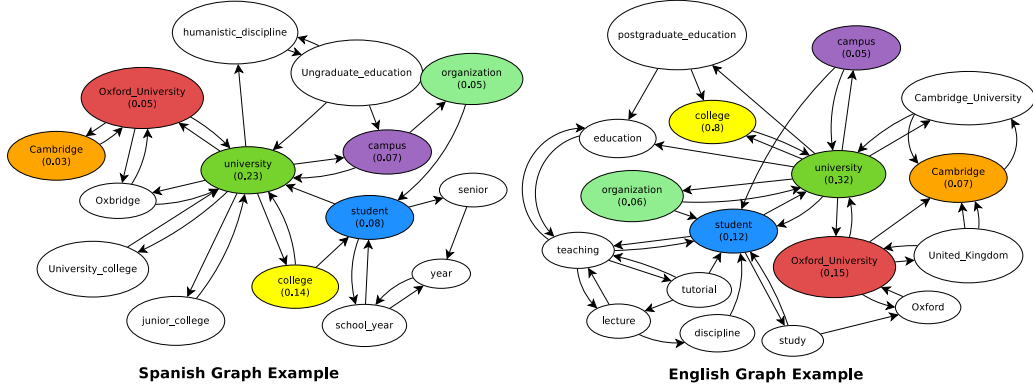 humanistic_discipline
Ungraduate_education
organization
(0.05)
Oxford_University
(0.05)
Cambridge
(0.03)
university
(0.23)
campus
(0.07)
Oxbridge
senior
student
(0.08)
University_college
college
(0.14)
year
junior_college
school_year
Spanish Graph Example
postgraduate_education
campus
(0.05)
college
(0.8)
Cambridge_University
education
university
(0.32)
Cambridge
(0.07)
organization
(0.06)
student
(0.12)
teaching
Oxford_University
(0.15)
United_Kingdom
tutorial
Oxford
lecture
discipline
study
English Graph Example